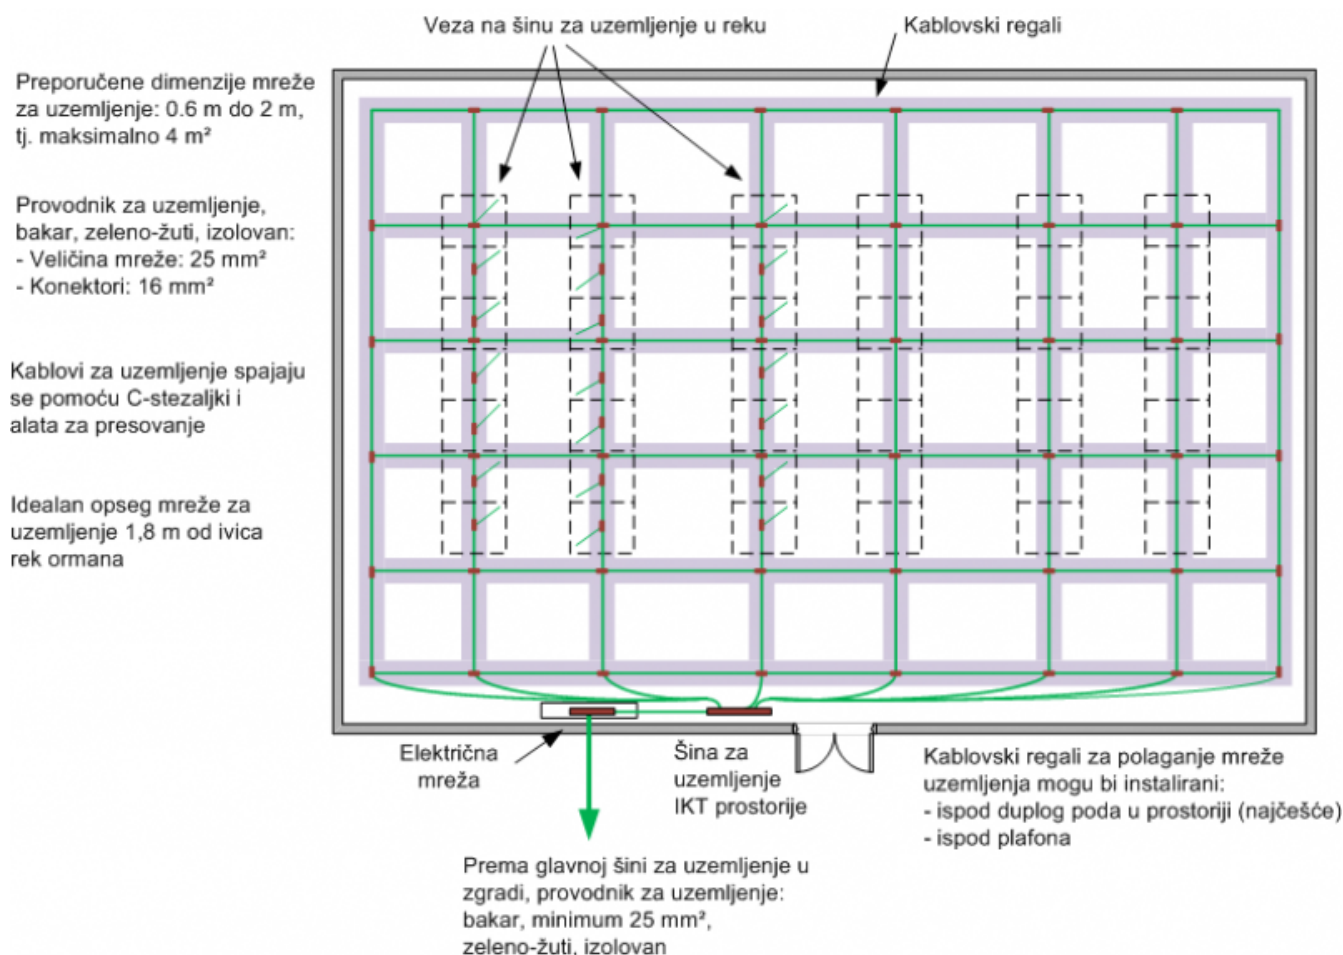 Veza na šinu za uzemljenje u reku
Kablovski regali
Preporučene dimenzije mreže
za uzemljenje: 0.6 m do 2 m,
tj. maksimalno 4 m²
Provodnik za uzemljenje,
bakar, zeleno-žuti, izolovan:
- Veličina mreže: 25 mm²
- Konektori: 16 mm²
Kablovi za uzemljenje spajaju
se pomoću C-stezaljki i
alata za presovanje
Idealan opseg mreže za
uzemljenje 1,8 m od ivica
rek ormana
Električna
mreža
Šina za
uzemljenje
IKT prostorije
Kablovski regali za polaganje mreže
uzemljenja mogu bi instalirani:
- ispod duplog poda u prostoriji (najčešće)
- ispod plafona
Prema glavnoj šini za uzemljenje u
zgradi, provodnik za uzemljenje:
bakar, minimum 25 mm²,
zeleno-žuti, izolovan